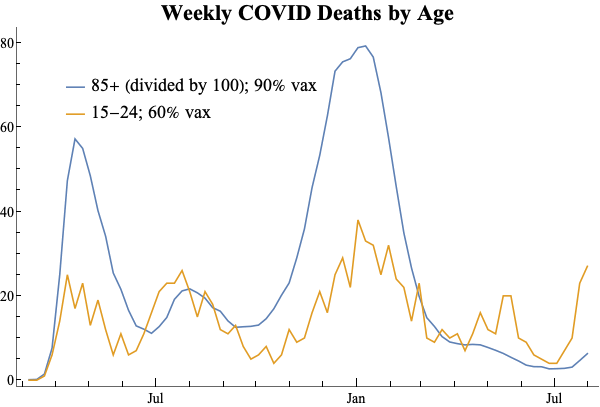 Weekly COVID Deaths by Age
80
85+ (divided by 100); 90% vax
15–24; 60% vax
60
40
20
0
Jul Jan Jul